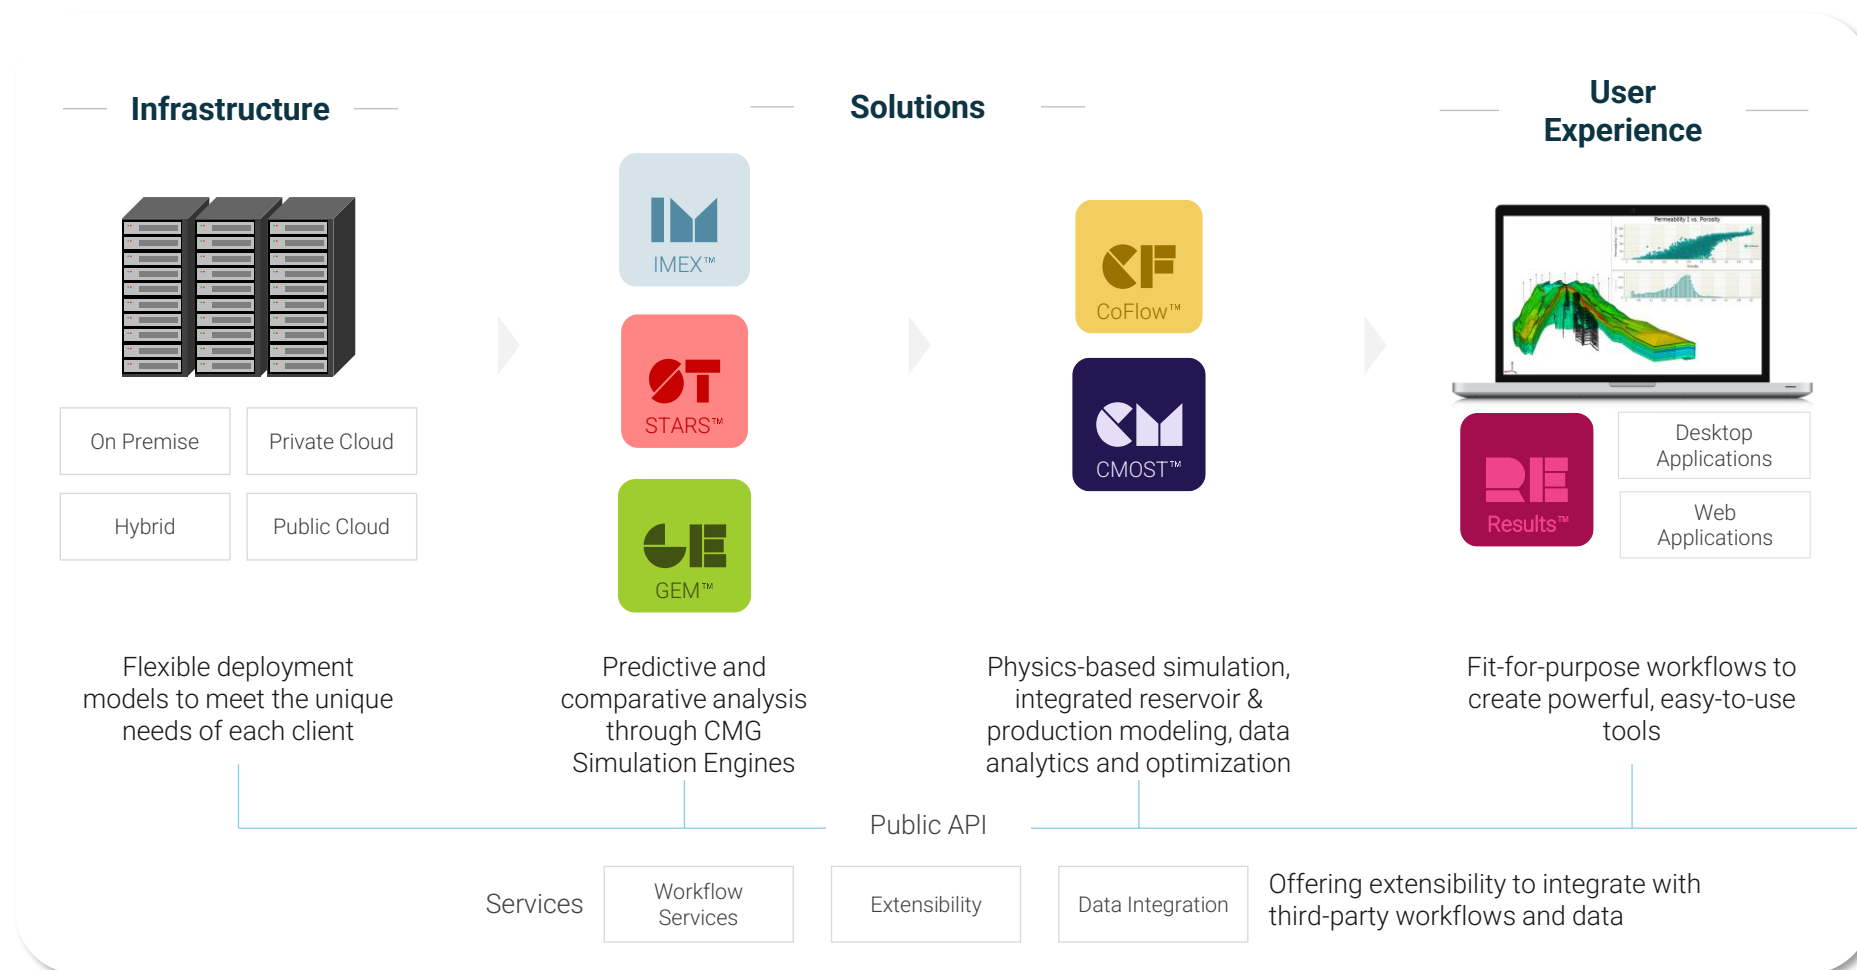 Infrastructure
Solutions
User
Experience
IMEX™
STARS™
GEM™
CoFlow™
CMOST™
Permeability I vs. Porosity
On Premise
Private Cloud
Hybrid
Public Cloud
Results™
Desktop
Applications
Web
Applications
Flexible deployment
models to meet the unique
needs of each client
Predictive and
comparative analysis
through CMG
Simulation Engines
Physics-based simulation,
integrated reservoir &
production modeling, data
analytics and optimization
Fit-for-purpose workflows to
create powerful, easy-to-use
tools
Public API
Services
Workflow
Services
Extensibility
Data Integration
Offering extensibility to integrate with
third-party workflows and data